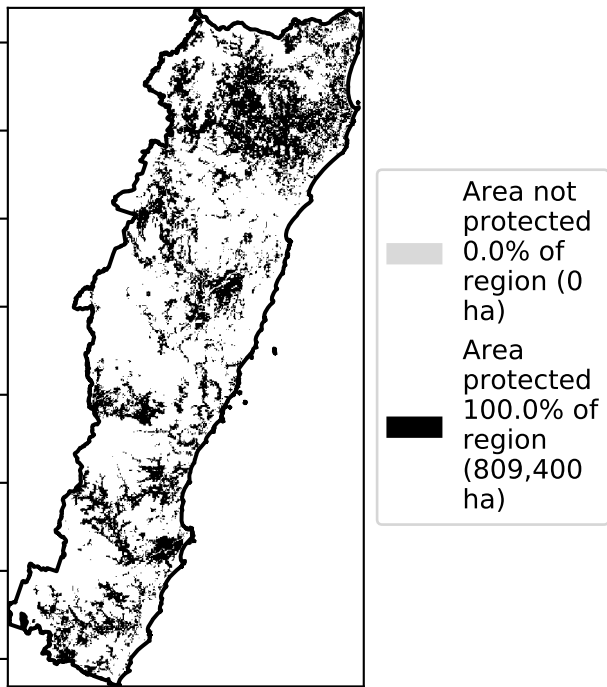 Area not
protected
0.0% of
region (0
ha)
Area
protected
100.0% of
region
(809,400
ha)